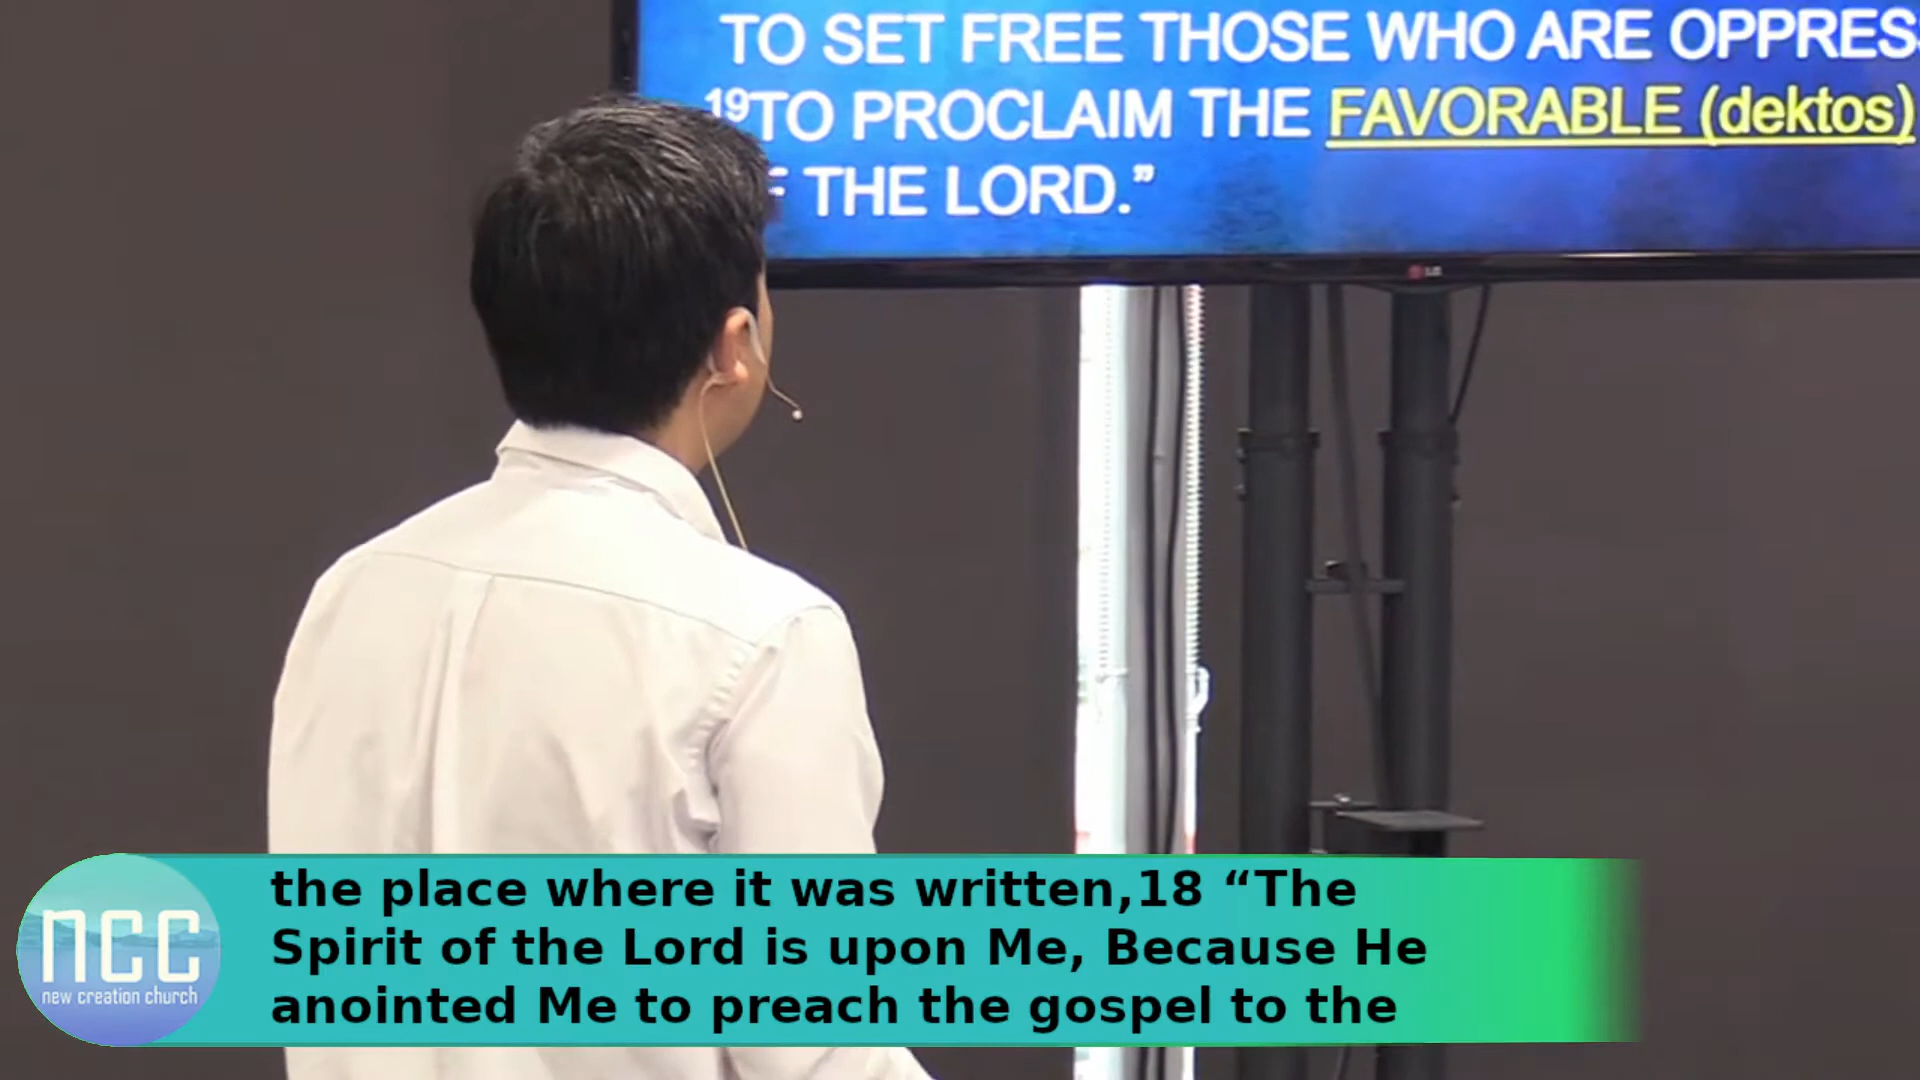 TO SET FREE THOSE WHO ARE
19TO PROCLAIM THE FAVORABLE (dektos)
THE LORD.”
LG
the place where it was written,18 “The
Spirit of the Lord is upon Me, Because He
anointed Me to preach the gospel to the
ncc
new creation church